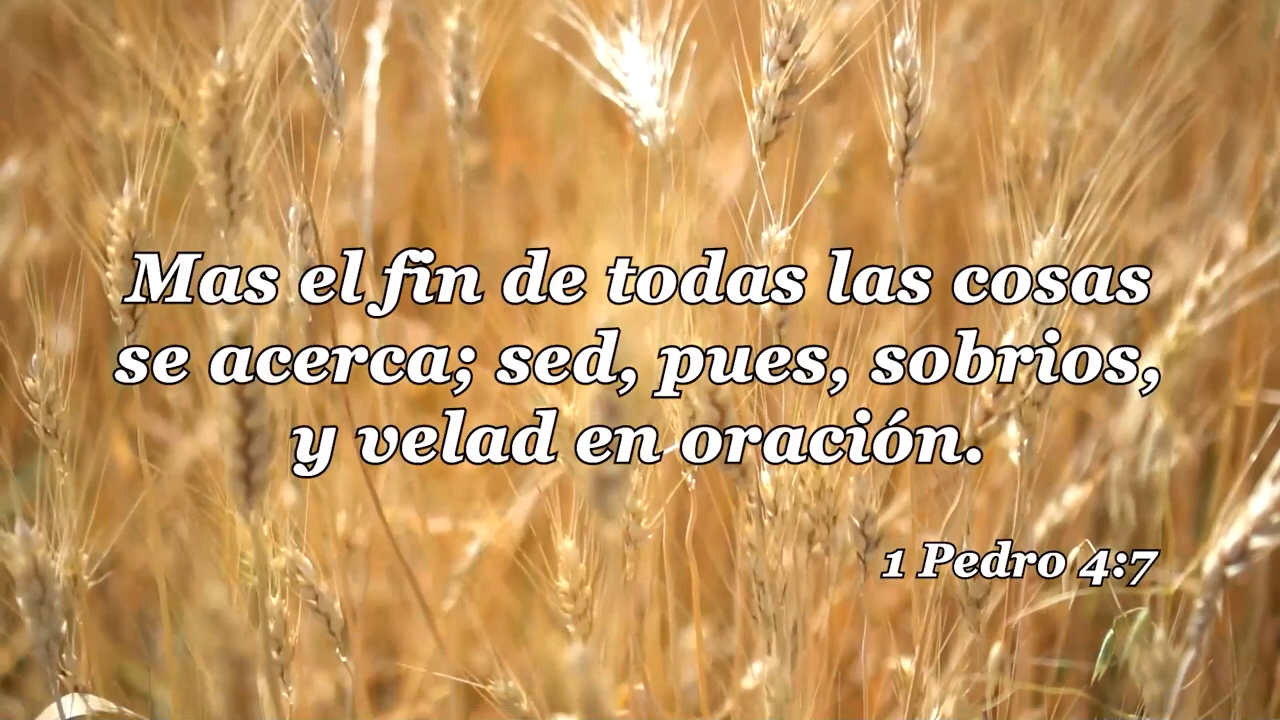 Mas el fin de todas las cosas
se acerca; sed, pues, sobrios,
y velad en oración.
1 Pedro 4:7